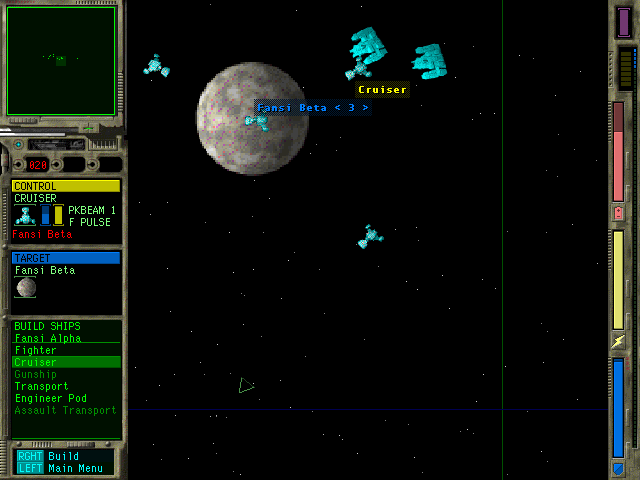 Cruiser
Fansi Beta < 3 >
020
CONTROL
CRUISER
PKBEAM 1
F PULSE
Fansi Beta
TARGET
Fansi Beta
BUILD SHIPS
Fansi Alpha
Fighter
Cruiser
Gunship
Transport
Engineer Pod
Assault Transport
RGHT Build
LEFT Main Menu